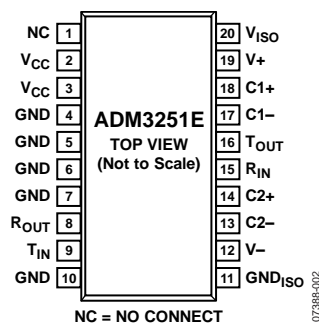 NC 1
VCC 2
VCC 3
GND 4
GND 5
GND 6
GND 7
ROUT 8
TIN 9
GND 10
ADM3251E
TOP VIEW
(Not to Scale)
20 VISO
19 V+
18 C1+
17 C1–
16 TOUT
15 RIN
14 C2+
13 C2–
12 V–
11 GNDISO
NC = NO CONNECT
07388-002